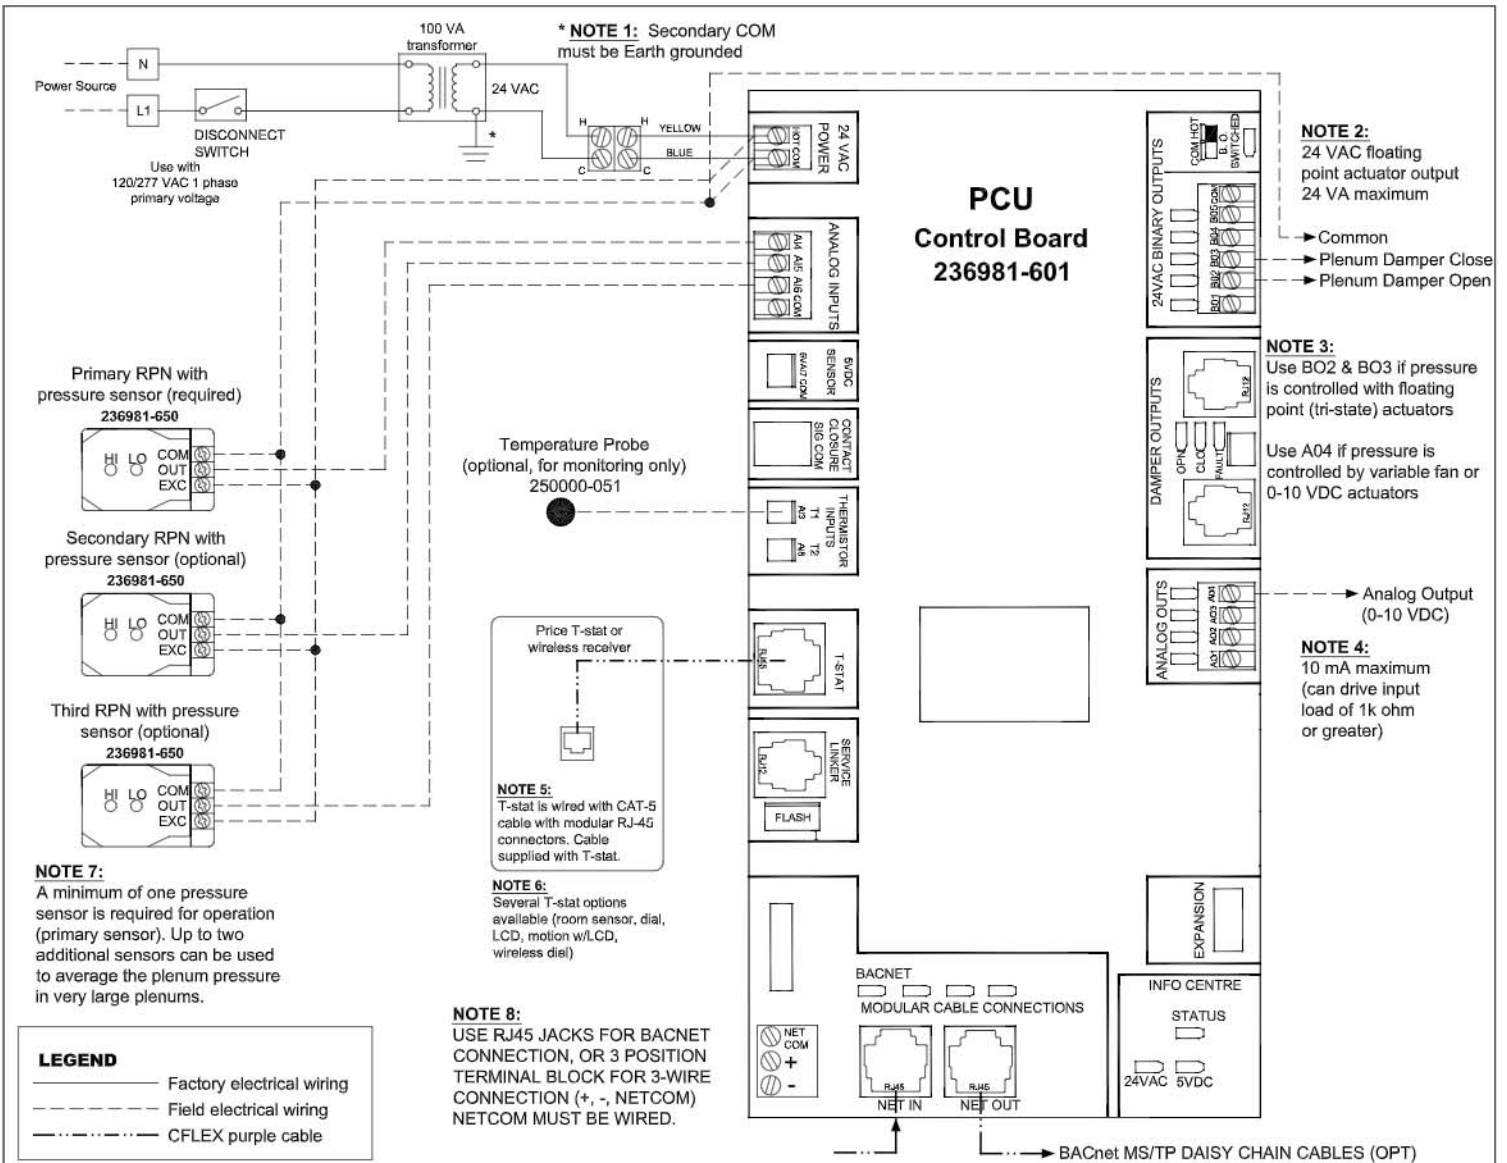 100 VA
transformer
* NOTE 1: Secondary COM
must be Earth grounded
N
Power Source
L1
24 VAC
*
DISCONNECT
SWITCH
Use with
120/277 VAC 1 phase
primary voltage
H
H
C
C
YELLOW
BLUE
HOT COM
24 VAC
POWER
PCU
Control Board
236981-601
24VAC BINARY OUTPUTS
COM HOT
B. O.
SWITCHED
COM
BO5
BO4
BO3
BO2
BO1
NOTE 2:
24 VAC floating
point actuator output
24 VA maximum
Common
Plenum Damper Close
Plenum Damper Open
ANALOG INPUTS
AI4
AI5
AI6
COM
5VDC
SENSOR
CONTACT
CLOSURE
SIG COM
THERMISTOR
INPUTS
T1
AI3
T2
AI8
NOTE 3:
Use BO2 & BO3 if pressure
is controlled with floating
point (tri-state) actuators
Use A04 if pressure is
controlled by variable fan or
0-10 VDC actuators
DAMPER OUTPUTS
RJ12
OPN
CLO
FAULT
RJ12
Primary RPN with
pressure sensor (required)
236981-650
HI LO
COM
OUT
EXC
Temperature Probe
(optional, for monitoring only)
250000-051
Secondary RPN with
pressure sensor (optional)
236981-650
HI LO
COM
OUT
EXC
Third RPN with pressure
sensor (optional)
236981-650
HI LO
COM
OUT
EXC
Price T-stat or
wireless receiver
RJ45
T-STAT
RJ12
SERVICE
LINKER
FLASH
ANALOG OUTS
AO4
AO3
AO2
AO1
Analog Output
(0-10 VDC)
NOTE 4:
10 mA maximum
(can drive input
load of 1k ohm
or greater)
NOTE 5:
T-stat is wired with CAT-5
cable with modular RJ-45
connectors. Cable
supplied with T-stat.
NOTE 6:
Several T-stat options
available (room sensor, dial,
LCD, motion w/LCD,
wireless dial)
NOTE 7:
A minimum of one pressure
sensor is required for operation
(primary sensor). Up to two
additional sensors can be used
to average the plenum pressure
in very large plenums.
NOTE 8:
USE RJ45 JACKS FOR BACNET
CONNECTION, OR 3 POSITION
TERMINAL BLOCK FOR 3-WIRE
CONNECTION (+, -, NETCOM)
NETCOM MUST BE WIRED.
LEGEND
Factory electrical wiring
Field electrical wiring
CFLEX purple cable
BACNET
MODULAR CABLE CONNECTIONS
NET
COM
+
-
RJ45
NET IN
RJ45
NET OUT
EXPANSION
INFO CENTRE
STATUS
24VAC 5VDC
BACnet MS/TP DAISY CHAIN CABLES (OPT)